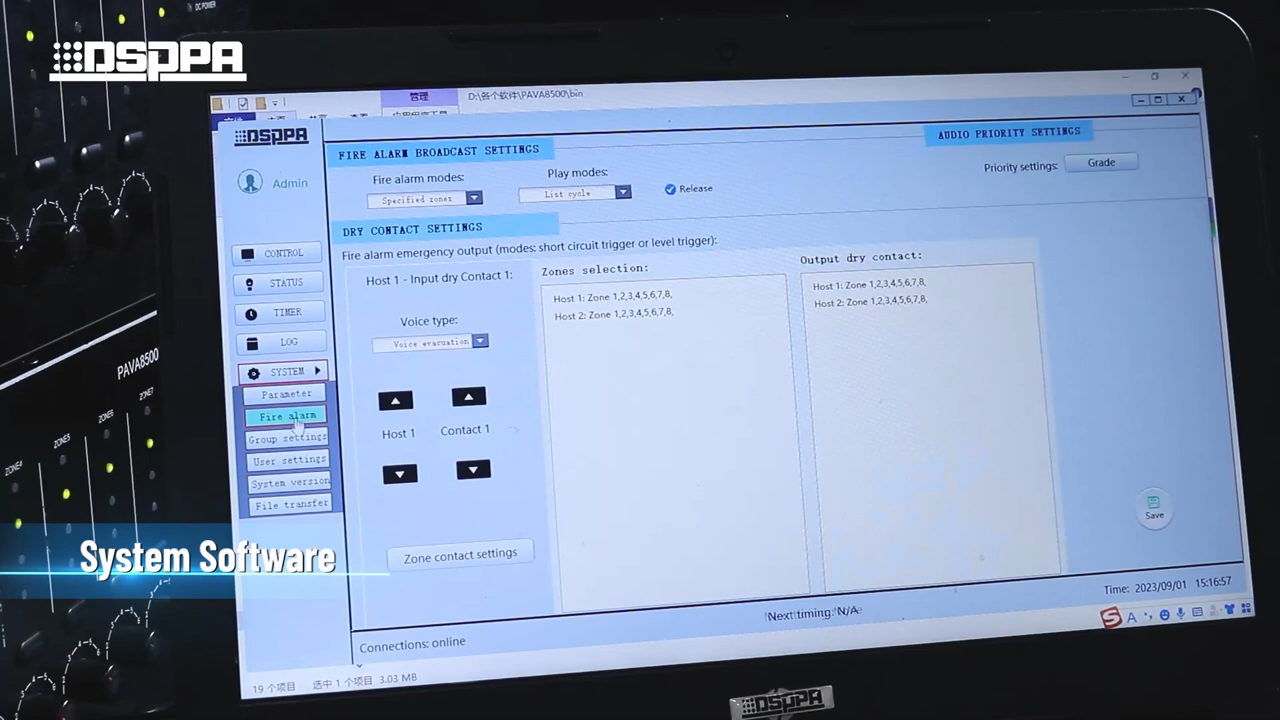 DC POWER
DSPPA
管理
D:\各个软件\PAVA8500\bin
DSPPA
Admin
FIRE ALARM BROADCAST SETTINGS
AUDIO PRIORITY SETTINGS
Fire alarm modes:
Specified zones
Play modes:
List cycle
Release
Priority settings:
Grade
DRY CONTACT SETTINGS
Fire alarm emergency output (modes: short circuit trigger or level trigger):
Host 1 - Input dry Contact 1:
Zones selection:
Output dry contact:
Host 1: Zone 1,2,3,4,5,6,7,8,
Host 2: Zone 1,2,3,4,5,6,7,8,
Host 1: Zone 1,2,3,4,5,6,7,8,
Host 2: Zone 1,2,3,4,5,6,7,8,
Voice type:
Voice evacuation
Host 1
Contact 1
Zone contact settings
CONTROL
STATUS
TIMER
LOG
SYSTEM
Parameter
Fire alarm
Group settings
User settings
System version
File transfer
Save
PAVA8500
ZONE4
ZONE5
ZONE6
ZONE7
System Software
Next timing: N/A
Time: 2023/09/01 15:16:57
Connections: online
19 个项目 选中 1 个项目 3.03 MB
DSPPA